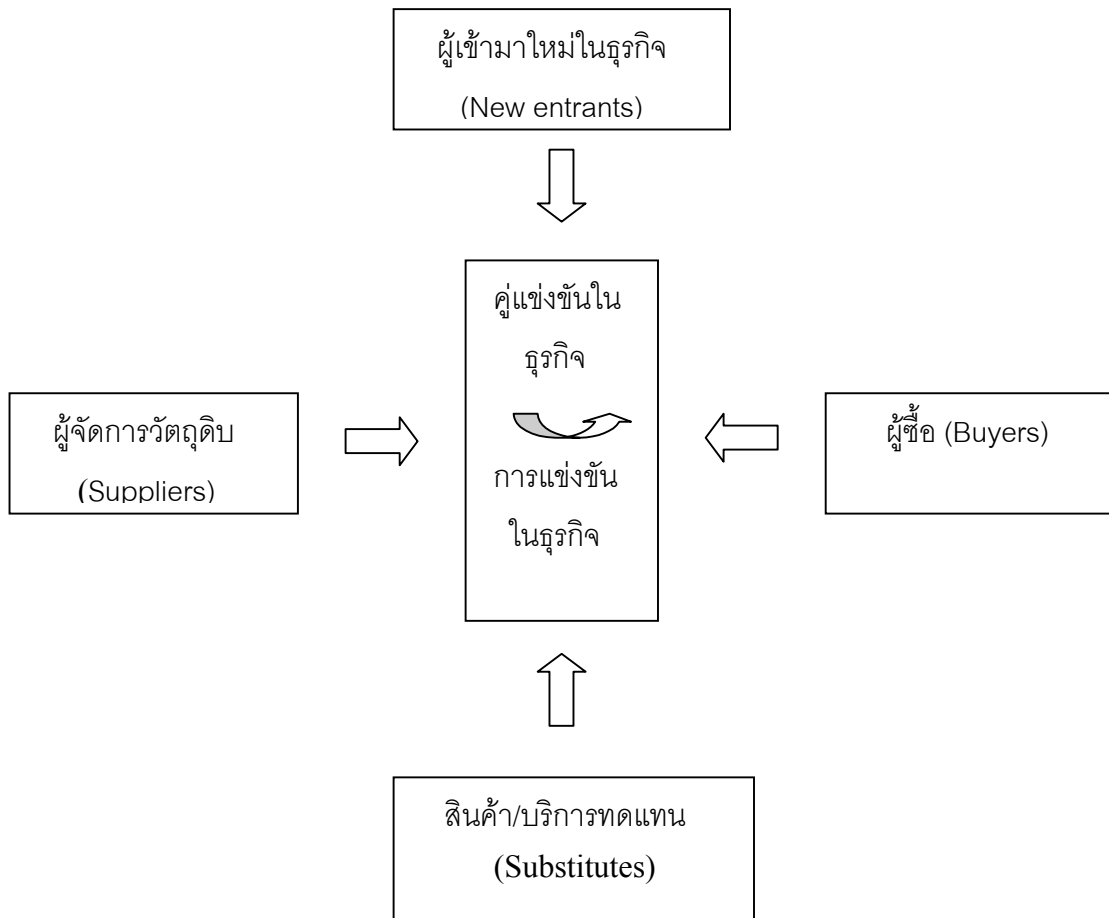 ผู้เข้ามาใหม่ในธุรกิจ
(New entrants)
คู่แข่งขันใน
ธุรกิจ
การแข่งขัน
ในธุรกิจ
ผู้จัดการวัตถุดิบ
(Suppliers)
ผู้ซื้อ (Buyers)
สินค้า/บริการทดแทน
(Substitutes)